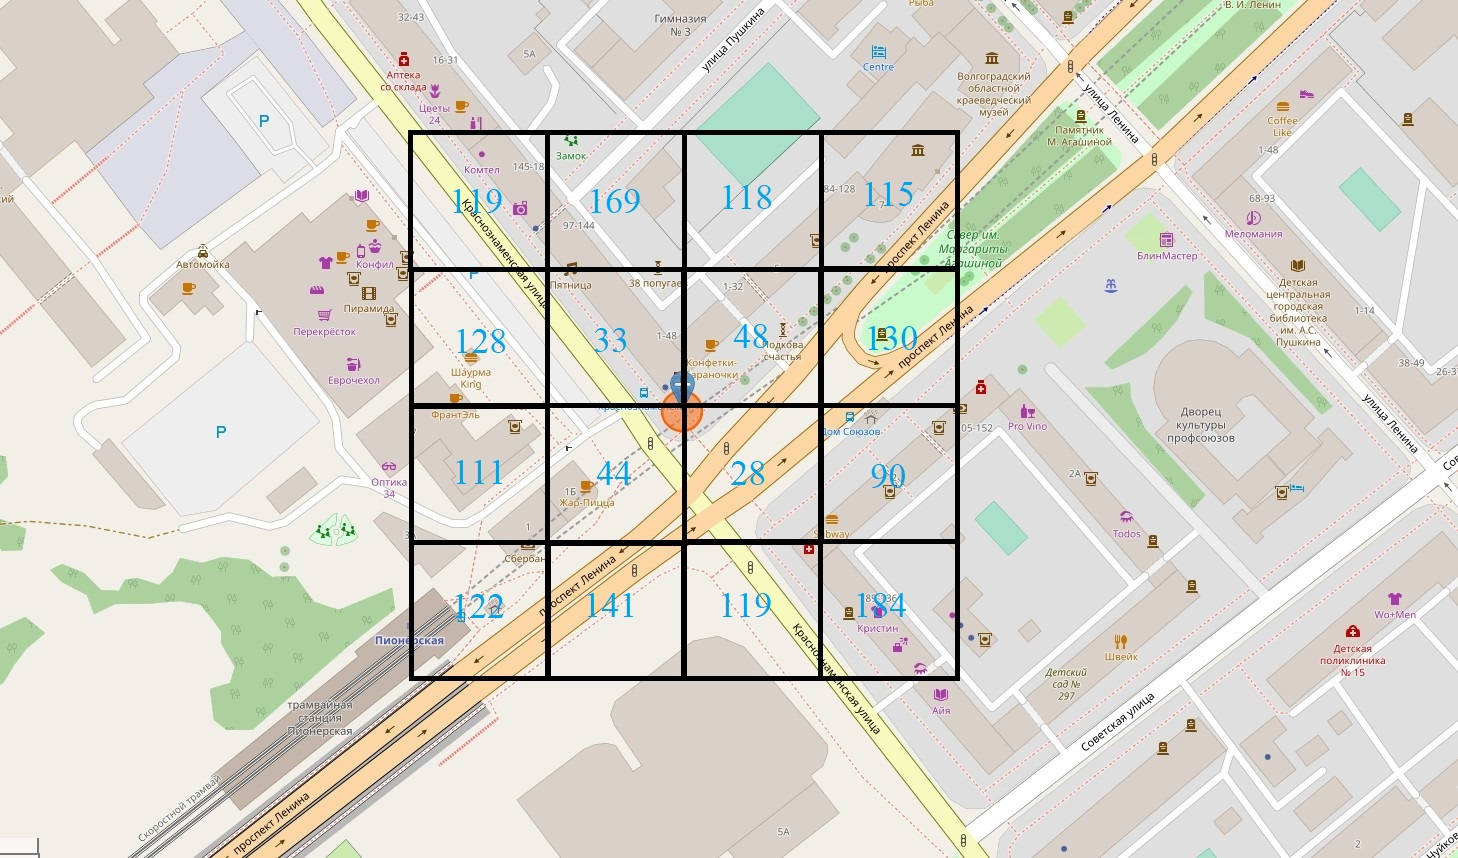 32-43
Гимназия
№ 3
улица Пушкина
Рыба
В. И. Ленин
5А
16-31
Аптека
со склада
Centre
Волгоградский
областной
краеведческий
музей
улица Ленина
Coffee
Like
Цветы
24
P
Памятник
М. Агашиной
1-48
Замок
145-18
Комтел
119
169
118
84-128
115
68-93
Меломания
97-144
Краснознаменская улица
проспект Ленина
Сквер им.
Маргариты
Агашиной
БлинМастер
Автомойка
Конфил
P
Пятница
38 попугаев
1-32
Детская
центральная
городская
библиотека
им. А.С.
Пушкина
Пирамида
1-14
Перекрёсток
128
33
1-48
48
Подкова
счастья
130
проспект Ленина
38-49
26-3
Шаурма
King
Конфетки-
бараночки
Еврочехол
ФрантЭль
улица Ленина
P
Дом Союзов
05-152
Pro Vino
Дворец
культуры
профсоюзов
Оптика
34
111
44
28
90
2А
1Б
Жар-Пицца
Subway
Todos
1
Сбербанк
проспект Ленина
122
141
119
184
Кристин
Wo+Men
Пионерская
Краснознаменская улица
Швейк
Детская
поликлиника
№ 15
Детский
сад №
297
Айя
трамвайная
станция
Пионерская
Советская улица
Скоростной трамвай
проспект Ленина
5А
2